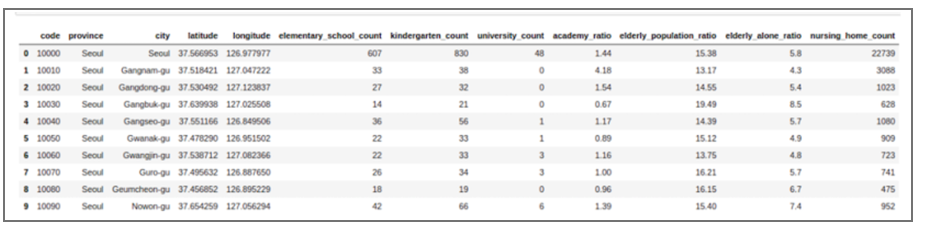 code province city latitude longitude elementary_school_count kindergarten_count university_count academy_ratio elderly_population_ratio elderly_alone_ratio nursing_home_count
0 10000 Seoul Seoul 37.566953 126.977977 607 830 48 1.44 15.38 5.8 22739
1 10010 Seoul Gangnam-gu 37.518421 127.047222 33 38 0 4.18 13.17 4.3 3088
2 10020 Seoul Gangdong-gu 37.530492 127.123837 27 32 0 1.54 14.55 5.4 1023
3 10030 Seoul Gangbuk-gu 37.639938 127.025508 14 21 0 0.67 19.49 8.5 628
4 10040 Seoul Gangseo-gu 37.551166 126.849506 36 56 1 1.17 14.39 5.7 1080
5 10050 Seoul Gwanak-gu 37.478290 126.951502 22 33 1 0.89 15.12 4.9 909
6 10060 Seoul Gwangjin-gu 37.538712 127.082366 22 33 3 1.16 13.75 4.8 723
7 10070 Seoul Guro-gu 37.495632 126.887650 26 34 3 1.00 16.21 5.7 741
8 10080 Seoul Geumcheon-gu 37.456852 126.895229 18 19 0 0.96 16.15 6.7 475
9 10090 Seoul Nowon-gu 37.654259 127.056294 42 66 6 1.39 15.40 7.4 952